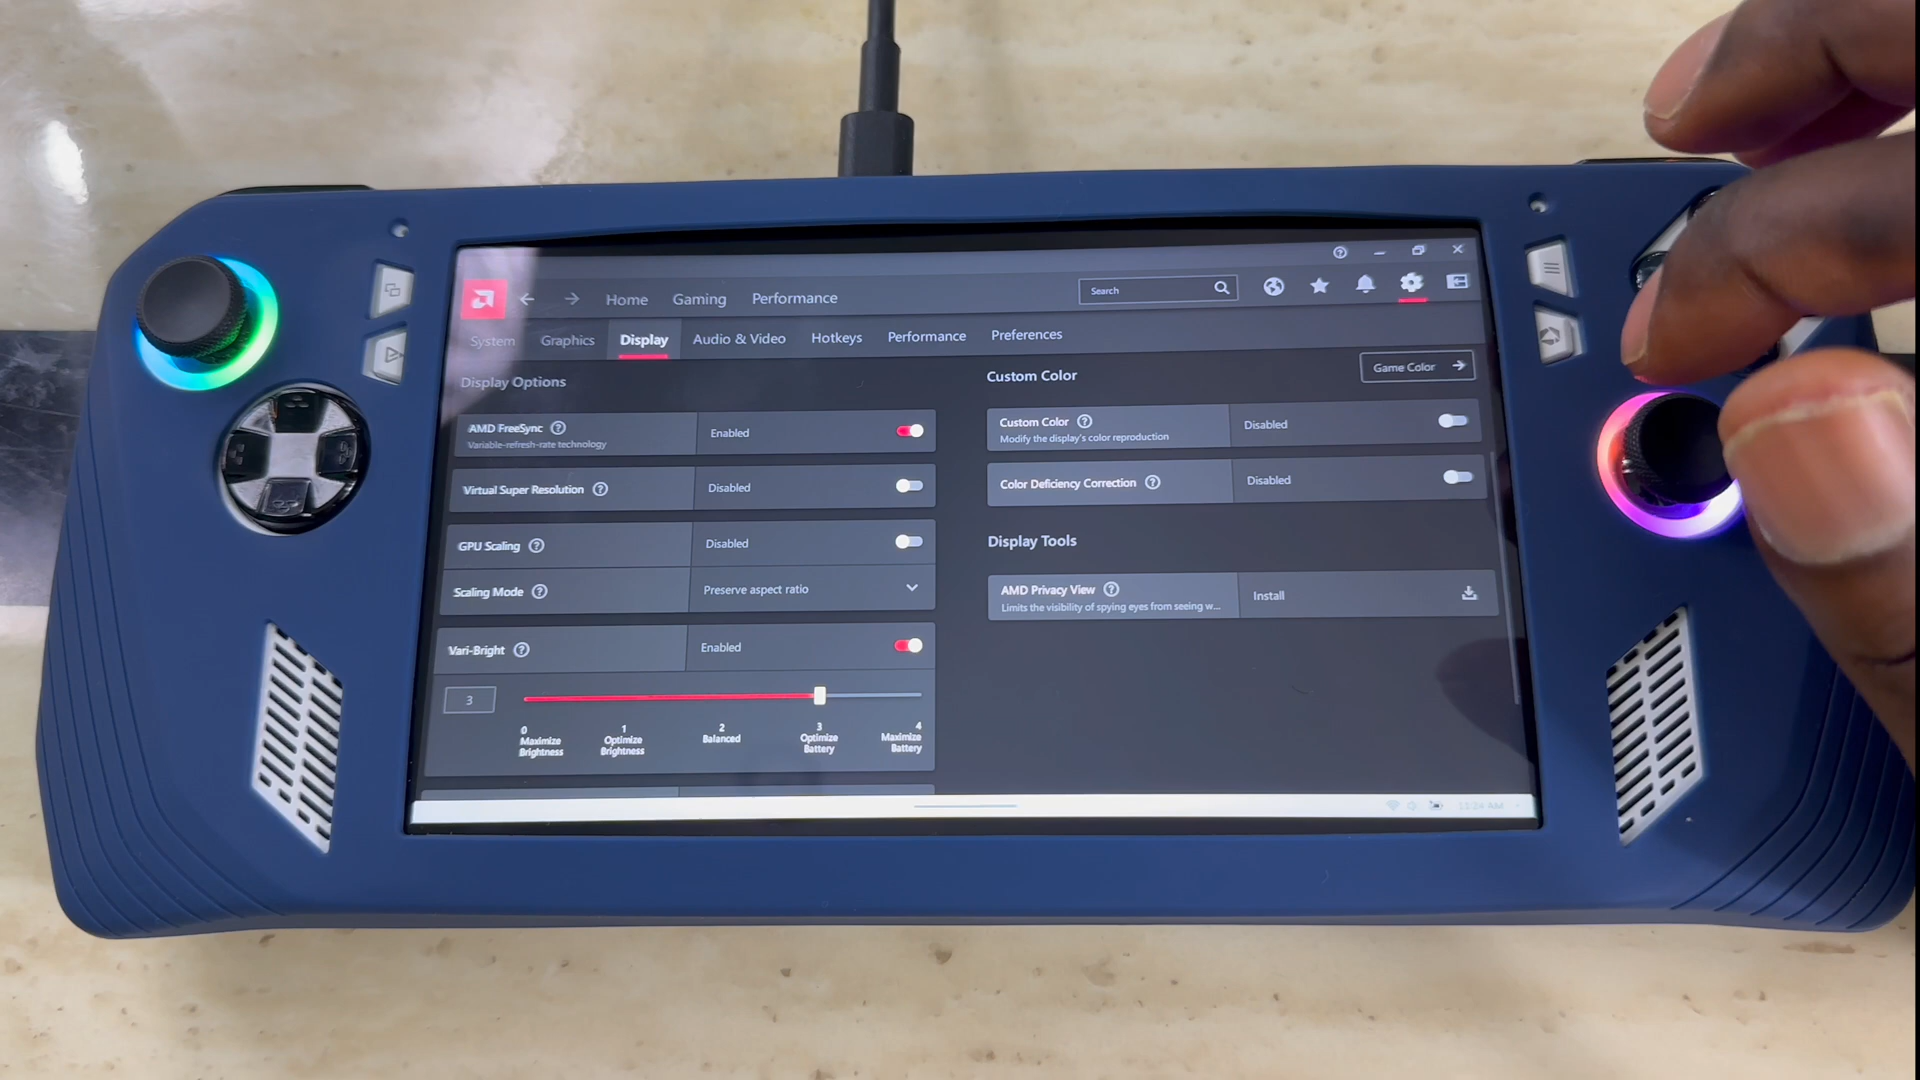 Home Gaming Performance
Search
System Graphics Display Audio & Video Hotkeys Performance Preferences
Display Options
AMD FreeSync
Variable-refresh-rate technology
Enabled
Virtual Super Resolution
Disabled
GPU Scaling
Disabled
Scaling Mode
Preserve aspect ratio
Vari-Bright
Enabled
3
0
Maximize
Brightness
1
Optimize
Brightness
2
Balanced
3
Optimize
Battery
4
Maximize
Battery
Custom Color
Game Color
Custom Color
Modify the display's color reproduction
Disabled
Color Deficiency Correction
Disabled
Display Tools
AMD Privacy View
Limits the visibility of spying eyes from seeing w...
Install
11:24 AM